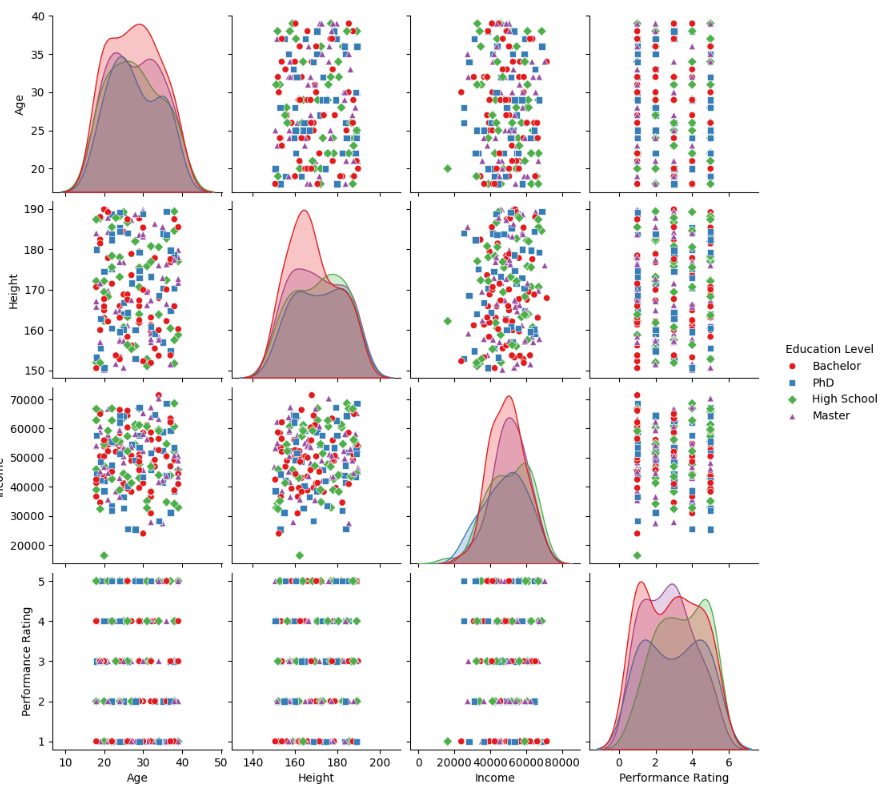 40
35
30
25
20
Age
190
180
170
160
150
Height
70000
60000
50000
40000
30000
20000
Income
5
4
3
2
1
Performance Rating
10 20 30 40 50
140 160 180 200
0 20000 40000 60000 80000
0 2 4 6
Age
Height
Income
Performance Rating
Education Level
Bachelor
PhD
High School
Master